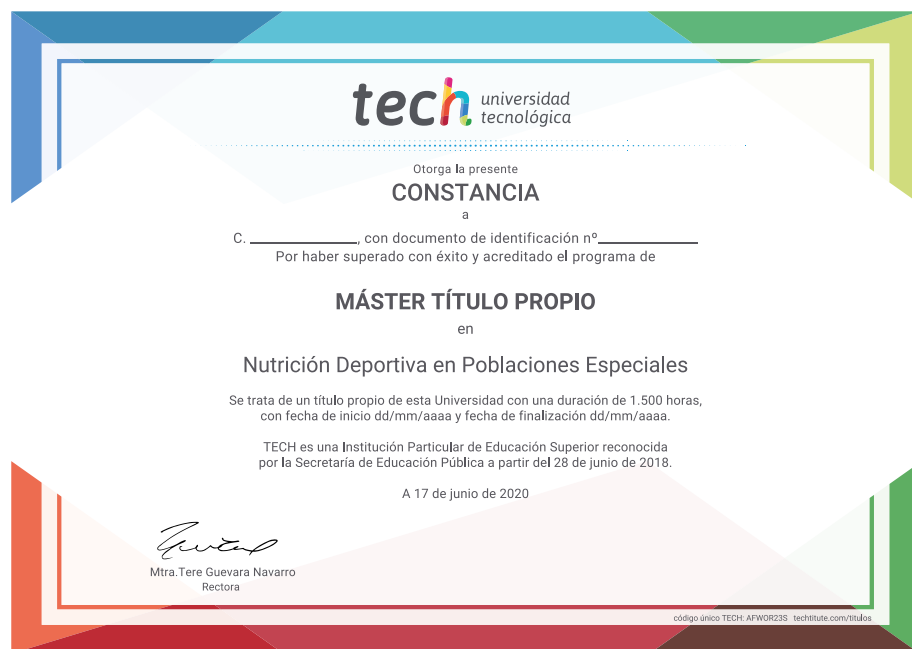 tech universidad
tecnológica
Otorga la presente
CONSTANCIA
a
C. ____________, con documento de identificación nº____________
Por haber superado con éxito y acreditado el programa de
MÁSTER TÍTULO PROPIO
en
Nutrición Deportiva en Poblaciones Especiales
Se trata de un título propio de esta Universidad con una duración de 1.500 horas,
con fecha de inicio dd/mm/aaaa y fecha de finalización dd/mm/aaaa.
TECH es una Institución Particular de Educación Superior reconocida
por la Secretaría de Educación Pública a partir del 28 de junio de 2018.
A 17 de junio de 2020
Mtra.Tere Guevara Navarro
Rectora
código único TECH: AFWOR23S techtitute.com/titulos